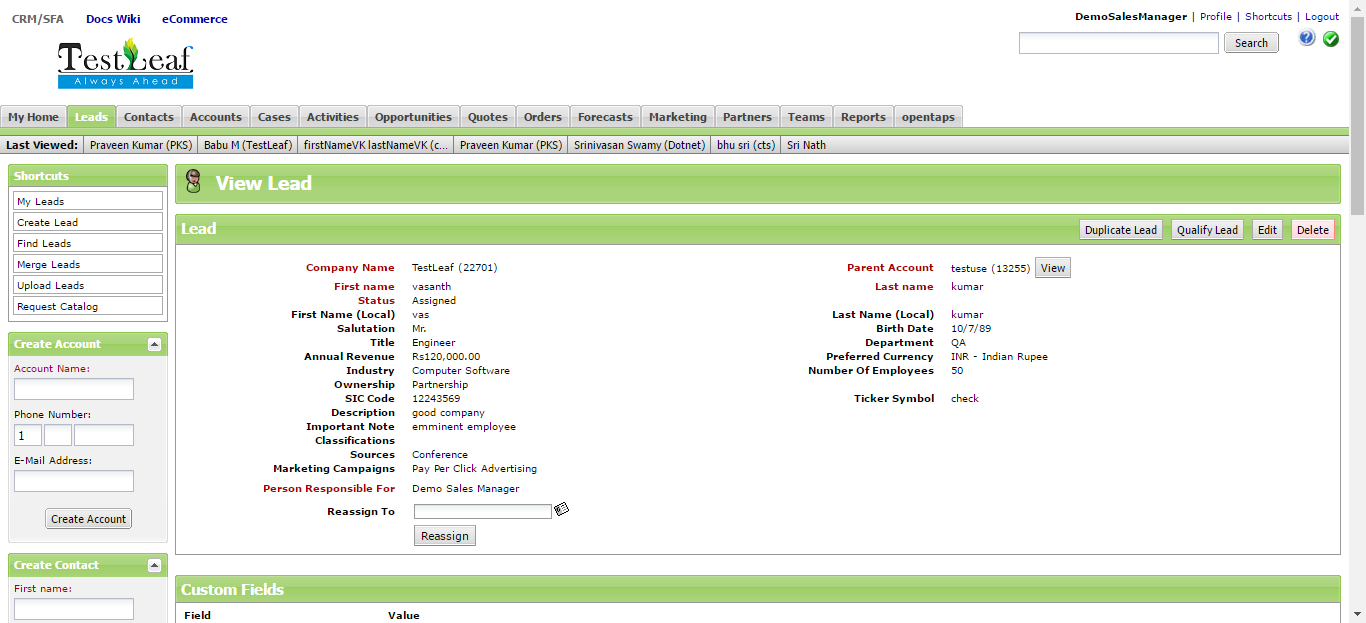 CRM/SFA Docs Wiki eCommerce
DemoSalesManager | Profile | Shortcuts | Logout
TestLeaf
Always Ahead
Search
?
My Home Leads Contacts Accounts Cases Activities Opportunities Quotes Orders Forecasts Marketing Partners Teams Reports opentaps
Last Viewed: Praveen Kumar (PKS) Babu M (TestLeaf) firstNameVK lastNameVK (c... Praveen Kumar (PKS) Srinivasan Swamy (Dotnet) bhu sri (cts) Sri Nath
Shortcuts
My Leads
Create Lead
Find Leads
Merge Leads
Upload Leads
Request Catalog
Create Account
Account Name:
Phone Number:
1
E-Mail Address:
Create Account
Create Contact
First name:
View Lead
Lead Duplicate Lead Qualify Lead Edit Delete
Company Name TestLeaf (22701) Parent Account testuse (13255) View
First name vasanth Last name kumar
Status Assigned
First Name (Local) vas Last Name (Local) kumar
Salutation Mr. Birth Date 10/7/89
Title Engineer Department QA
Annual Revenue Rs120,000.00 Preferred Currency INR - Indian Rupee
Industry Computer Software Number Of Employees 50
Ownership Partnership
SIC Code 12243569 Ticker Symbol check
Description good company
Important Note emminent employee
Classifications
Sources Conference
Marketing Campaigns Pay Per Click Advertising
Person Responsible For Demo Sales Manager
Reassign To
Reassign
Custom Fields
Field Value